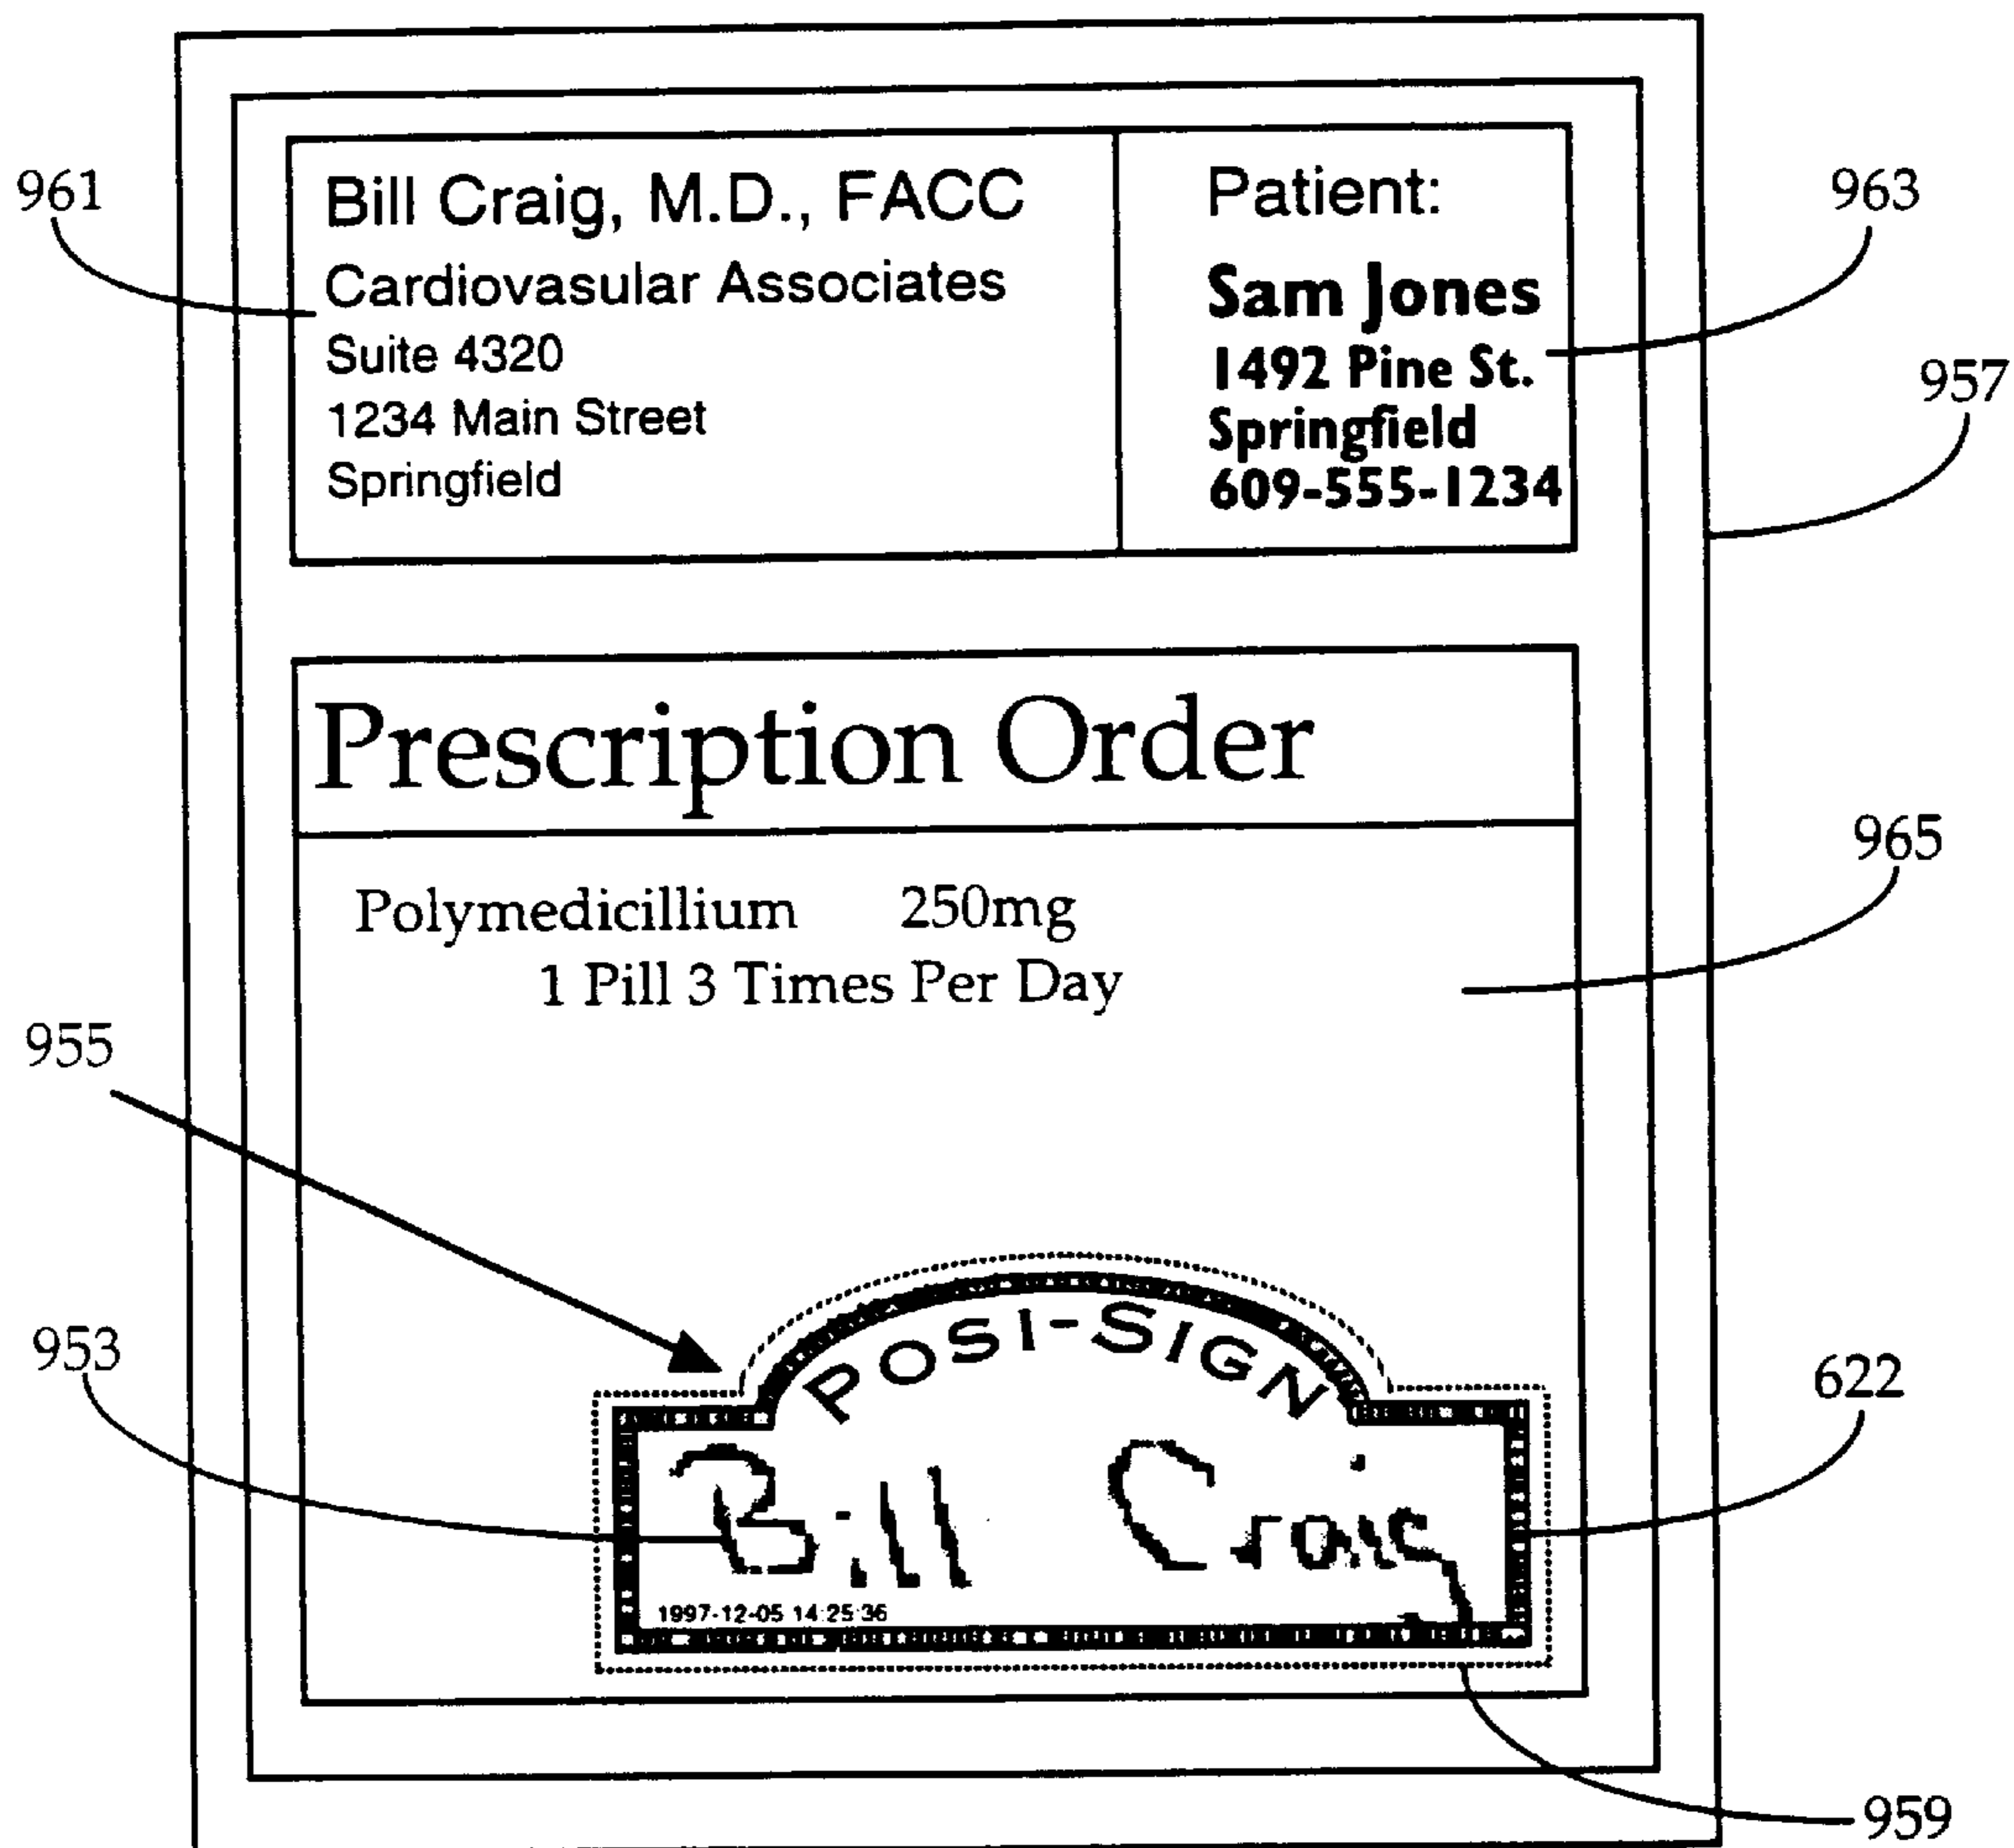 961
Bill Craig, M.D., FACC
Cardiovasular Associates
Suite 4320
1234 Main Street
Springfield
Patient:
Sam Jones
1492 Pine St.
Springfield
609-555-1234
963
957
Prescription Order
965
Polymedicillium 250mg
1 Pill 3 Times Per Day
955
953
POSI-SIGN
622
Bill Craig
1997-12-05 14:25:36
959